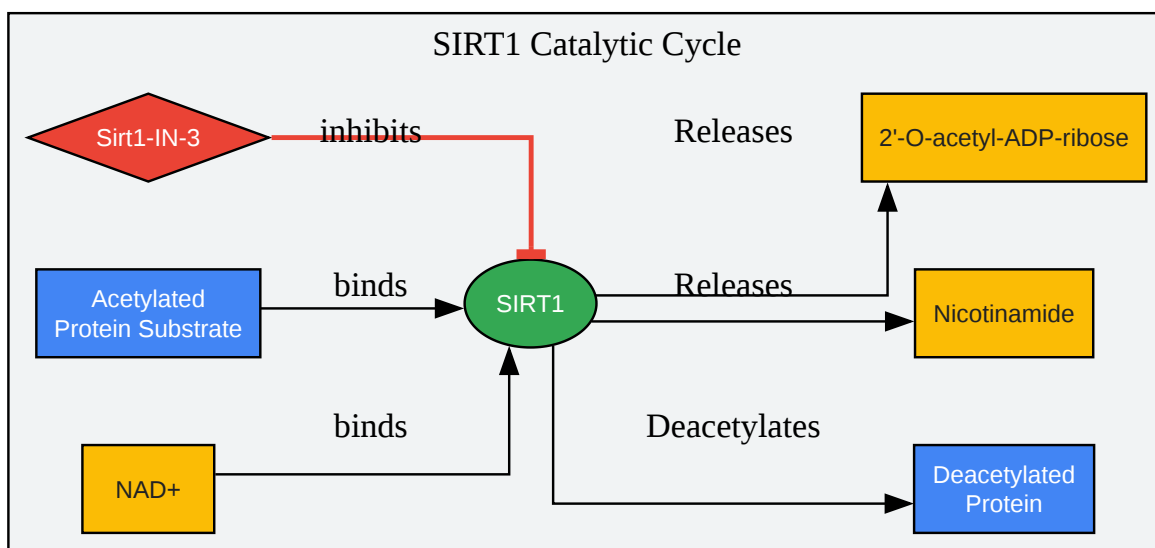 SIRT1 Catalytic Cycle
Sirt1-IN-3
inhibits
Releases
2'-O-acetyl-ADP-ribose
Acetylated
Protein Substrate
binds
SIRT1
Releases
Nicotinamide
binds
Deacetylates
NAD+
Deacetylated
Protein